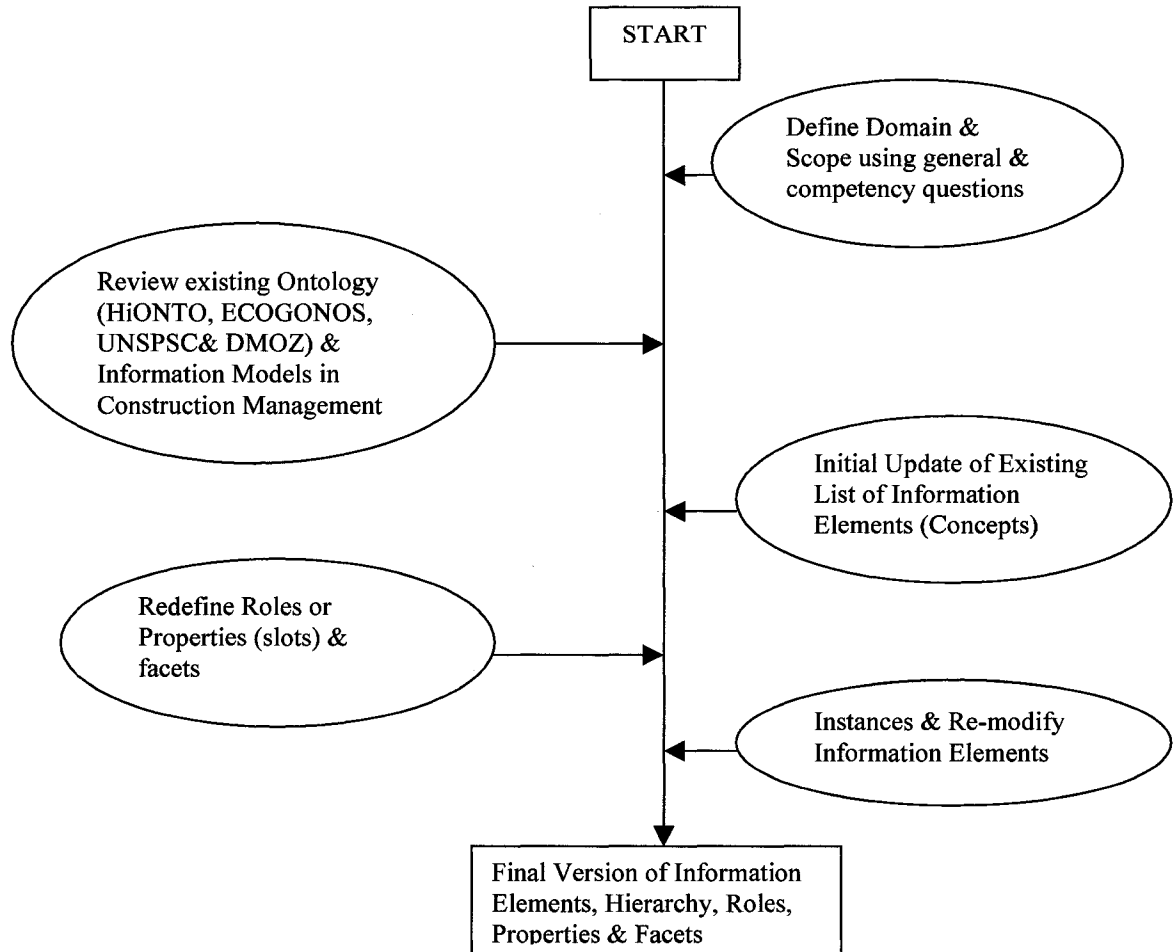 START
Define Domain &
Scope using general &
competency questions
Review existing Ontology
(HiONTO, ECOGONOS,
UNSPSC& DMOZ) &
Information Models in
Construction Management
Initial Update of Existing
List of Information
Elements (Concepts)
Redefine Roles or
Properties (slots) &
facets
Instances & Re-modify
Information Elements
Final Version of Information
Elements, Hierarchy, Roles,
Properties & Facets